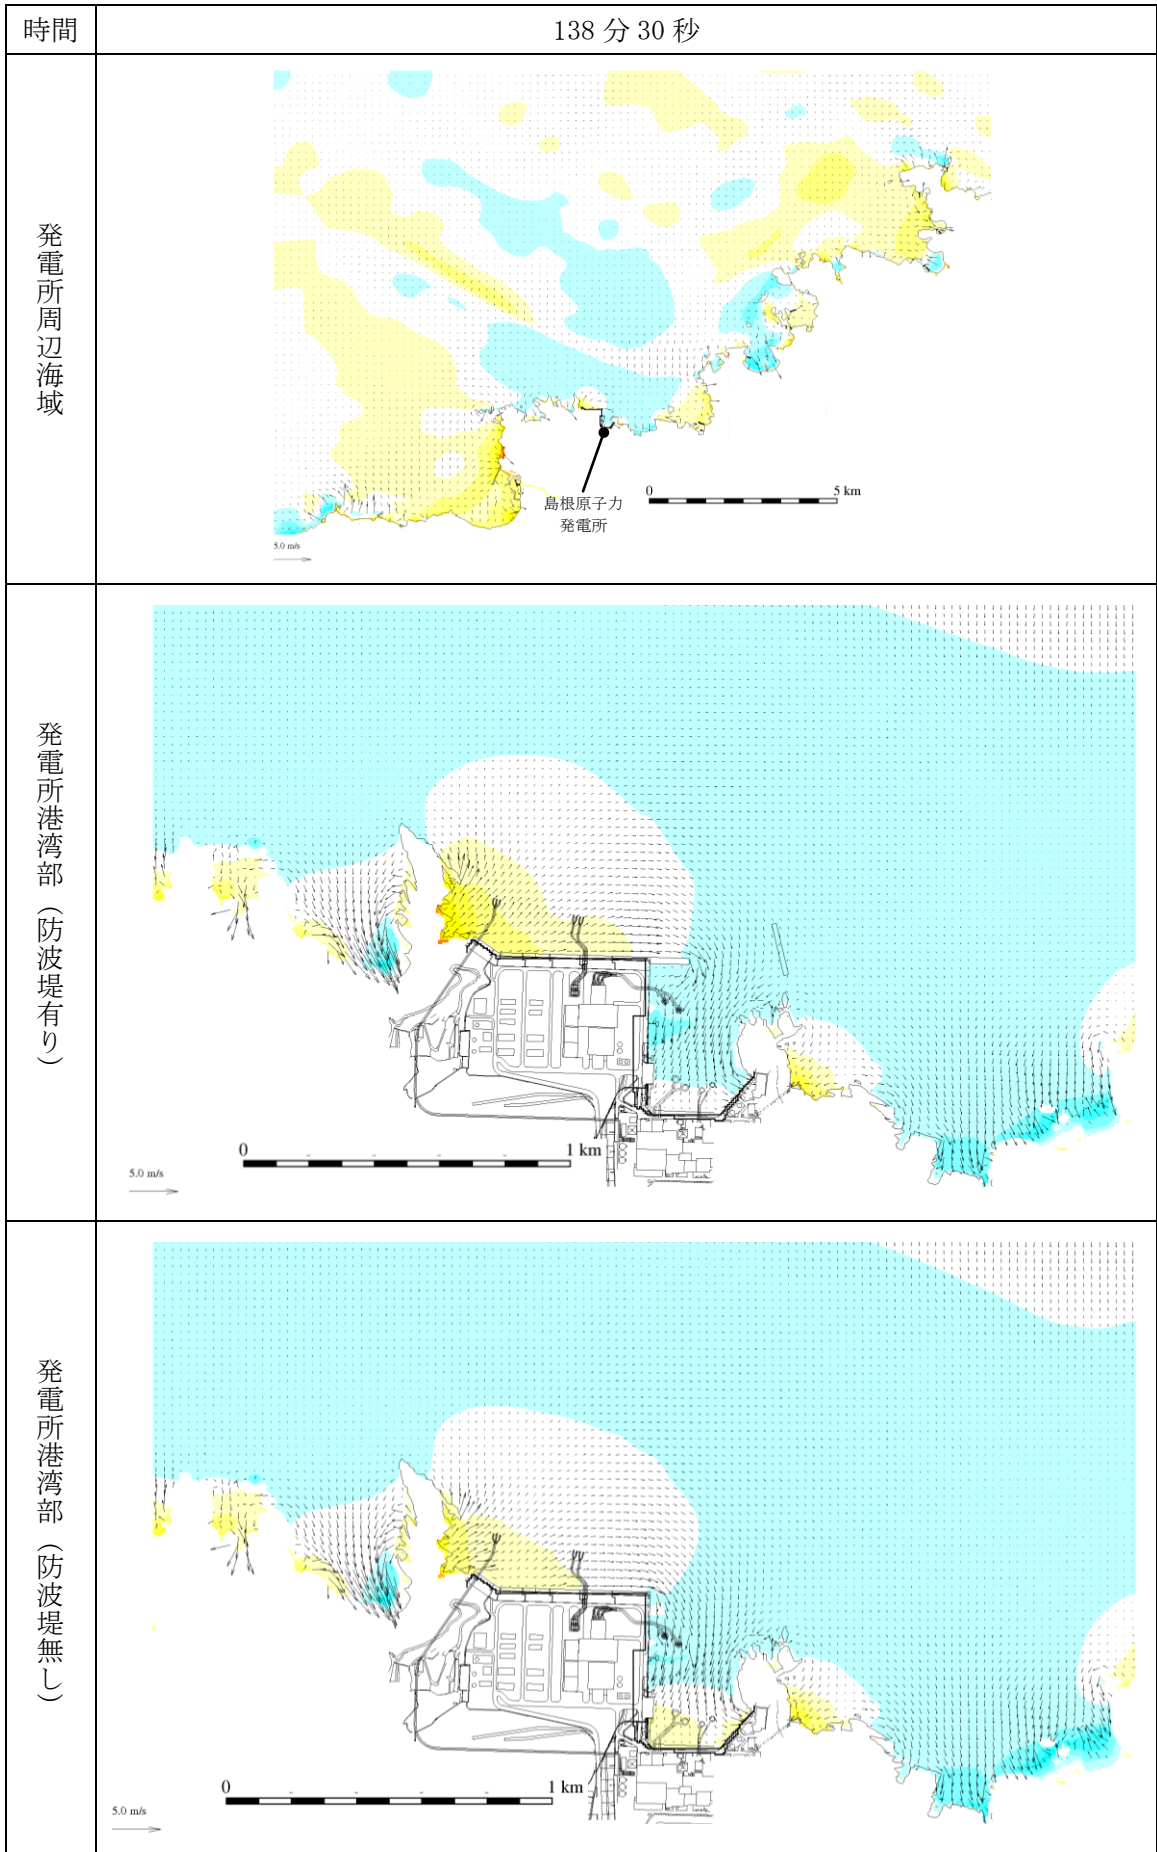 時間
138 分 30 秒
発電所周辺海域
島根原子力
発電所
0 5 km
5.0 m/s
発電所港湾部（防波堤有り）
0 1 km
5.0 m/s
発電所港湾部（防波堤無し）
0 1 km
5.0 m/s